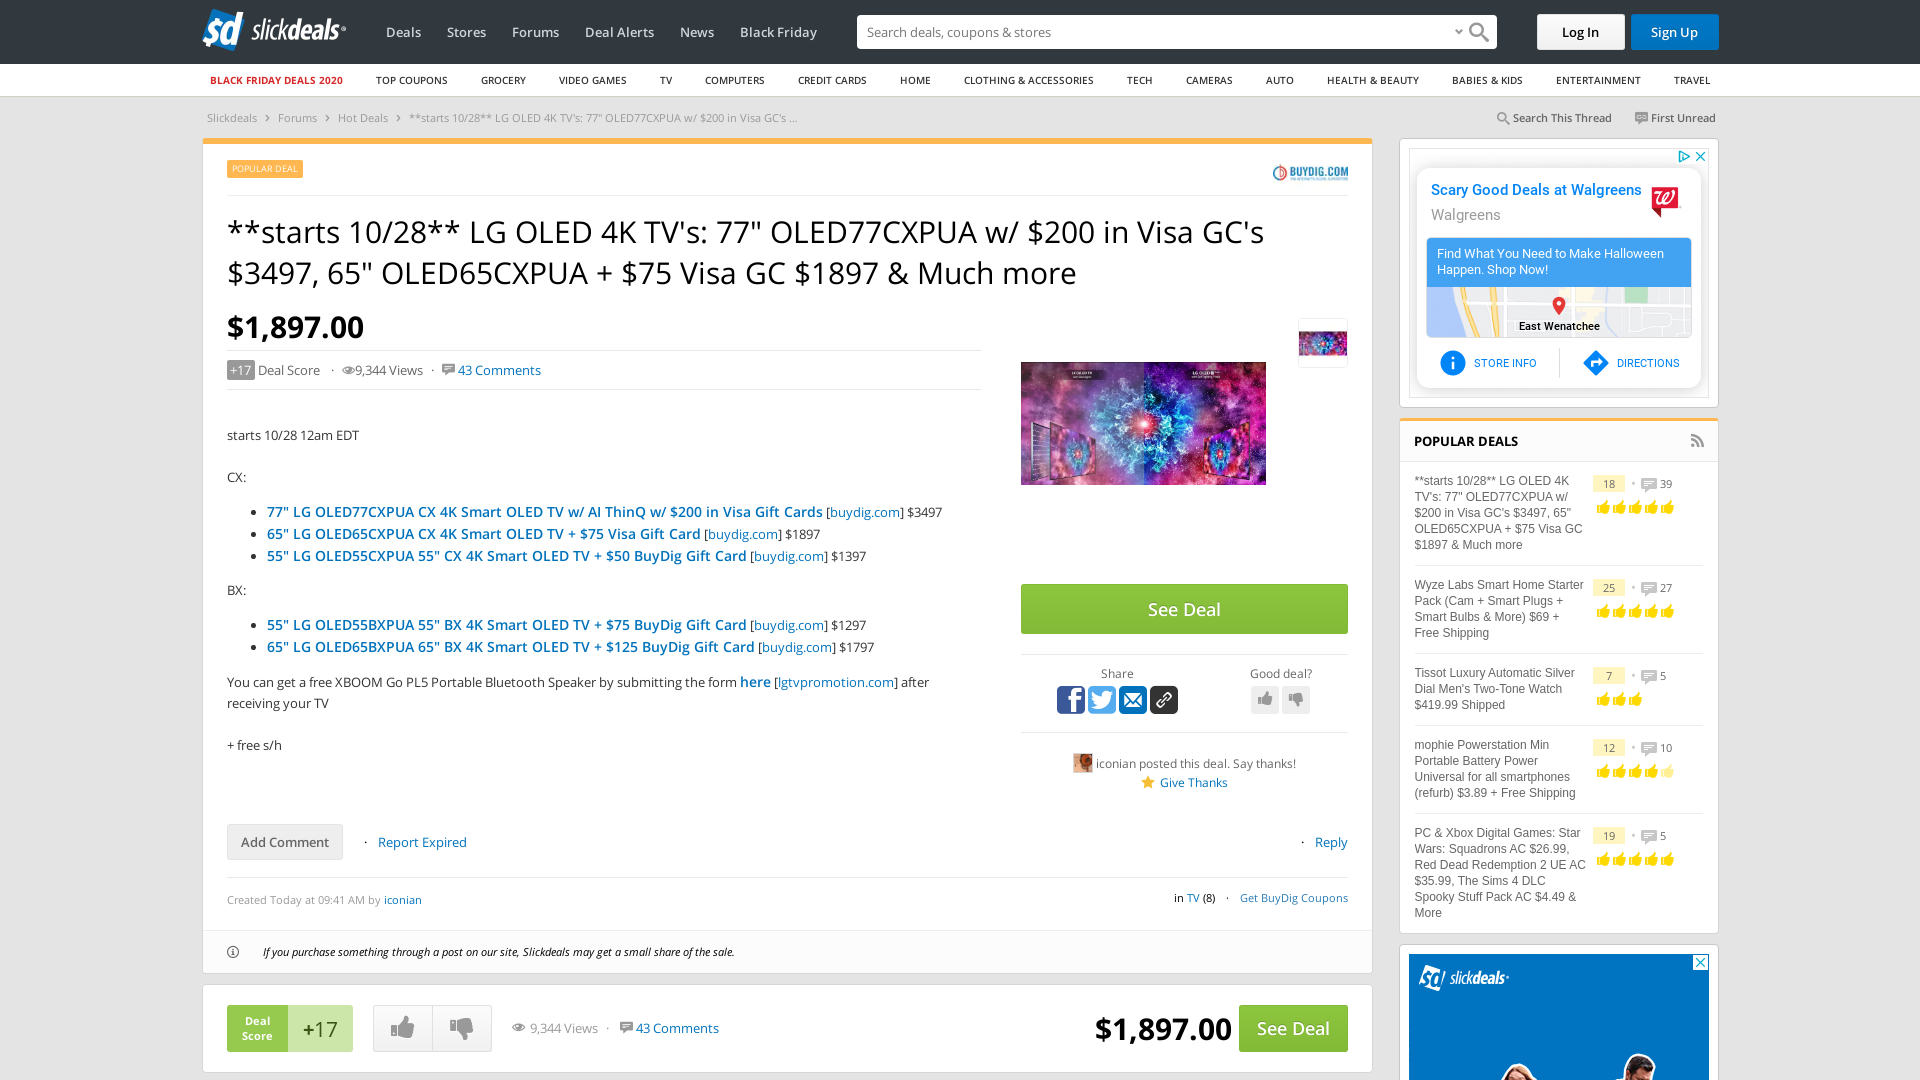 slickdeals
Deals
Stores
Forums
Deal Alerts
News
Black Friday
Search deals, coupons & stores
Log In
Sign Up
BLACK FRIDAY DEALS 2020
TOP COUPONS
GROCERY
VIDEO GAMES
TV
COMPUTERS
CREDIT CARDS
HOME
CLOTHING & ACCESSORIES
TECH
CAMERAS
AUTO
HEALTH & BEAUTY
BABIES & KIDS
ENTERTAINMENT
TRAVEL
Slickdeals > Forums > Hot Deals > **starts 10/28** LG OLED 4K TV's: 77" OLED77CXPUA w/ $200 in Visa GC's ...
Search This Thread
First Unread
POPULAR DEAL
BUYDIG.COM
**starts 10/28** LG OLED 4K TV's: 77" OLED77CXPUA w/ $200 in Visa GC's
$3497, 65" OLED65CXPUA + $75 Visa GC $1897 & Much more
$1,897.00
+17 Deal Score · 9,344 Views · 43 Comments
starts 10/28 12am EDT
CX:
77" LG OLED77CXPUA CX 4K Smart OLED TV w/ AI ThinQ w/ $200 in Visa Gift Cards [buydig.com] $3497
65" LG OLED65CXPUA CX 4K Smart OLED TV + $75 Visa Gift Card [buydig.com] $1897
55" LG OLED55CXPUA 55" CX 4K Smart OLED TV + $50 BuyDig Gift Card [buydig.com] $1397
BX:
55" LG OLED55BXPUA 55" BX 4K Smart OLED TV + $75 BuyDig Gift Card [buydig.com] $1297
65" LG OLED65BXPUA 65" BX 4K Smart OLED TV + $125 BuyDig Gift Card [buydig.com] $1797
You can get a free XBOOM Go PL5 Portable Bluetooth Speaker by submitting the form here [lgtvpromotion.com] after
receiving your TV
+ free s/h
See Deal
Share
Good deal?
iconian posted this deal. Say thanks!
Give Thanks
Add Comment
· Report Expired
· Reply
Created Today at 09:41 AM by iconian
in TV (8) · Get BuyDig Coupons
If you purchase something through a post on our site, Slickdeals may get a small share of the sale.
Deal
Score
+17
9,344 Views · 43 Comments
$1,897.00
See Deal
Scary Good Deals at Walgreens
Walgreens
Find What You Need to Make Halloween
Happen. Shop Now!
East Wenatchee
STORE INFO
DIRECTIONS
POPULAR DEALS
**starts 10/28** LG OLED 4K
TV's: 77" OLED77CXPUA w/
$200 in Visa GC's $3497, 65"
OLED65CXPUA + $75 Visa GC
$1897 & Much more
18 · 39
Wyze Labs Smart Home Starter
Pack (Cam + Smart Plugs +
Smart Bulbs & More) $69 +
Free Shipping
25 · 27
Tissot Luxury Automatic Silver
Dial Men's Two-Tone Watch
$419.99 Shipped
7 · 5
mophie Powerstation Min
Portable Battery Power
Universal for all smartphones
(refurb) $3.89 + Free Shipping
12 · 10
PC & Xbox Digital Games: Star
Wars: Squadrons AC $26.99,
Red Dead Redemption 2 UE AC
$35.99, The Sims 4 DLC
Spooky Stuff Pack AC $4.49 &
More
19 · 5
slickdeals